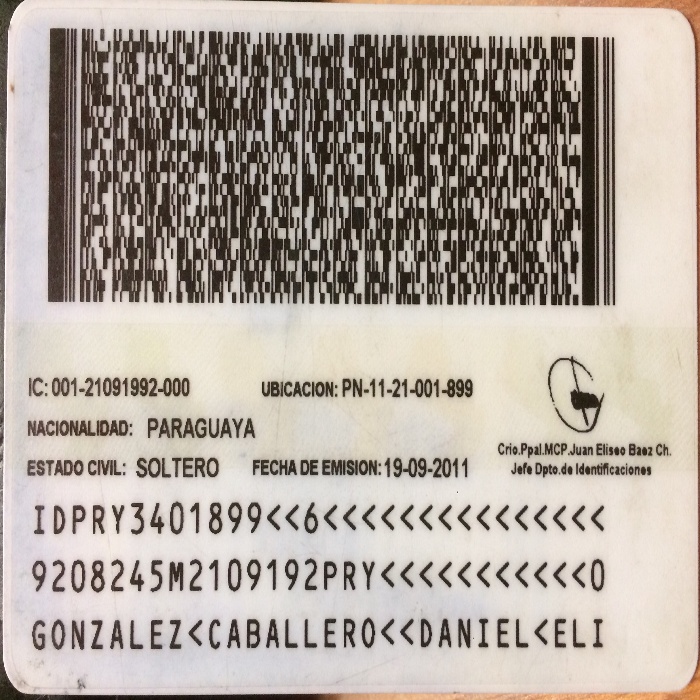 IC: 001-21091992-000 UBICACION: PN-11-21-001-899
NACIONALIDAD: PARAGUAYA
Crio.Ppal.MCP.Juan Eliseo Baez Ch.
Jefe Dpto.de Identificaciones
ESTADO CIVIL: SOLTERO FECHA DE EMISION: 19-09-2011
IDPRY3401899<<6<<<<<<<<<<<<<<<
9208245M2109192PRY<<<<<<<<<<<0
GONZALEZ<CABALLERO<<DANIEL<ELI